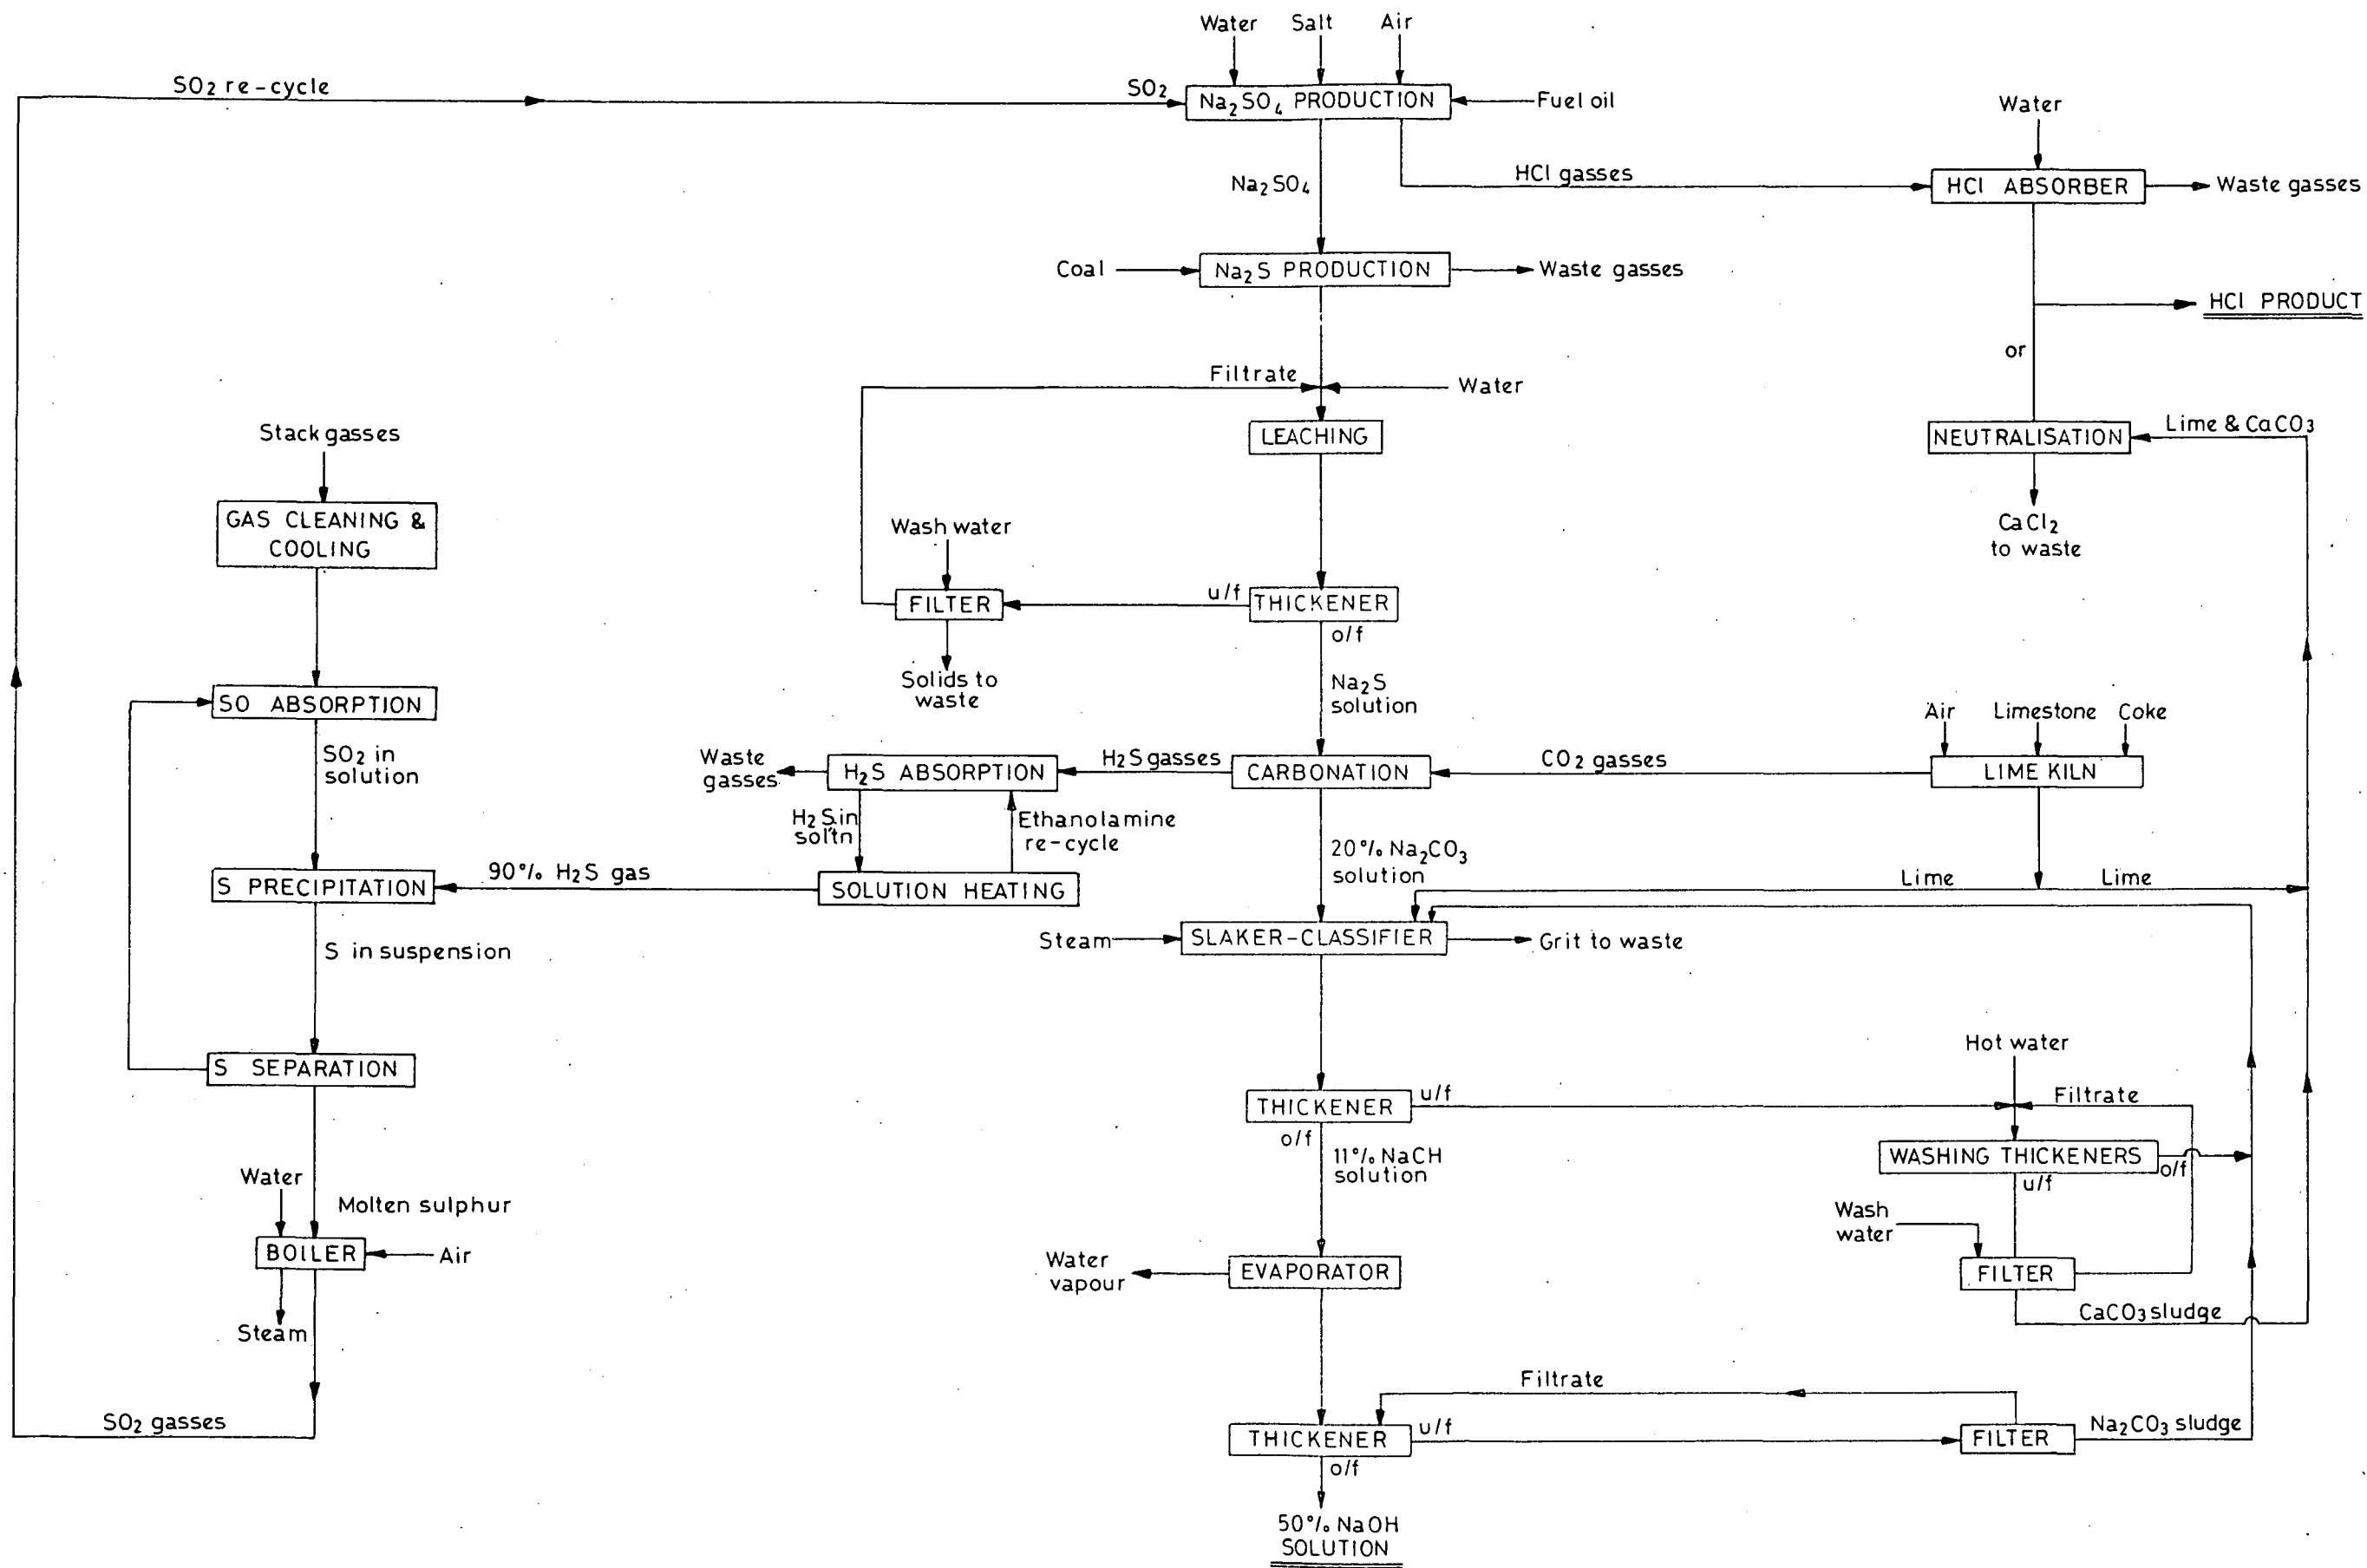 Water
Salt
Air
SO2 re-cycle
SO2
Na2SO4 PRODUCTION
Fuel oil
Water
HCl gasses
HCl ABSORBER
Waste gasses
Na2SO4
Coal
Na2S PRODUCTION
Waste gasses
HCl PRODUCT
or
Filtrate
Water
Stack gasses
LEACHING
NEUTRALISATION
Lime & CaCO3
GAS CLEANING &
COOLING
Wash water
CaCl2
to waste
FILTER
u/f
THICKENER
o/f
Solids to
waste
Na2S
solution
SO ABSORPTION
Air
Limestone
Coke
SO2 in
solution
Waste
gasses
H2S ABSORPTION
H2S gasses
CARBONATION
CO2 gasses
LIME KILN
H2S in
sol'tn
Ethanolamine
re-cycle
20% Na2CO3
solution
S PRECIPITATION
90% H2S gas
SOLUTION HEATING
Lime
Lime
S in suspension
Steam
SLAKER-CLASSIFIER
Grit to waste
S SEPARATION
Hot water
THICKENER
u/f
Filtrate
o/f
11% NaCH
solution
WASHING THICKENERS
o/f
u/f
Water
Molten sulphur
Wash
water
BOILER
Air
Water
vapour
EVAPORATOR
FILTER
Steam
CaCO3 sludge
Filtrate
SO2 gasses
THICKENER
u/f
FILTER
Na2CO3 sludge
o/f
50% NaOH
SOLUTION